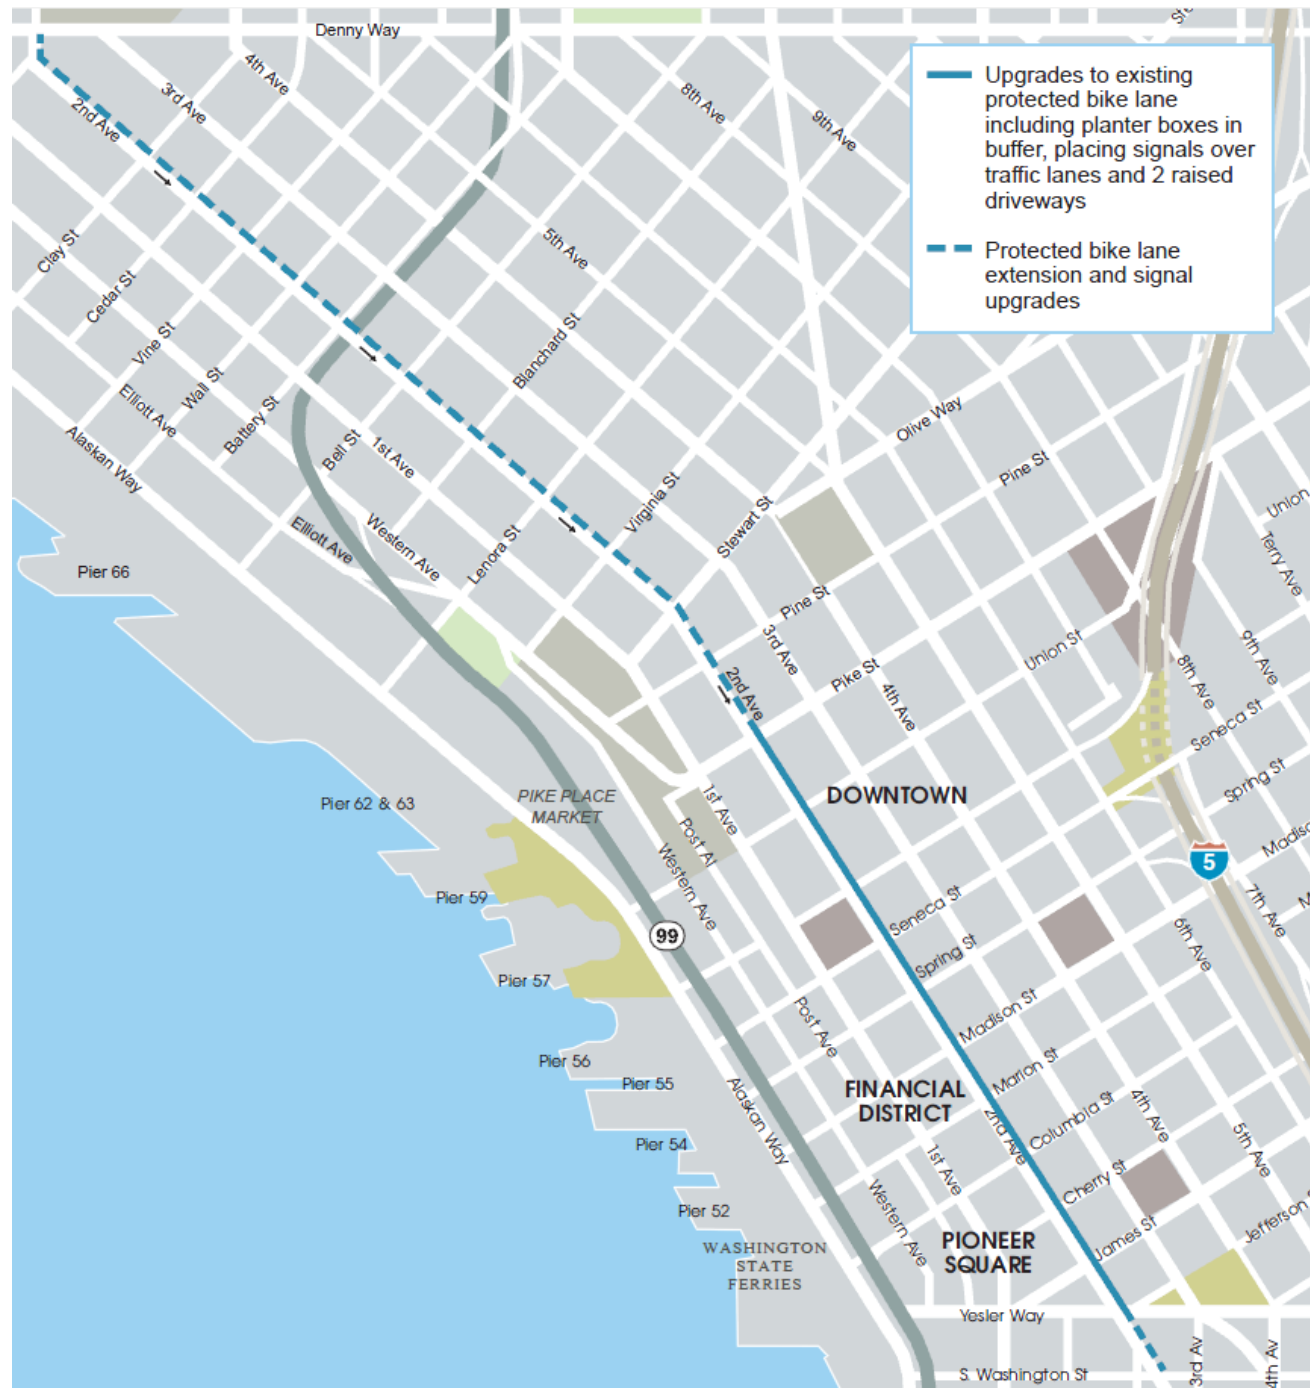 Denny Way
Ste
4th Ave
3rd Ave
2nd Ave
8th Ave
9th Ave
Upgrades to existing
protected bike lane
including planter boxes in
buffer, placing signals over
traffic lanes and 2 raised
driveways
Protected bike lane
extension and signal
upgrades
5th Ave
Clay St
Cedar St
Vine St
Wall St
Battery St
Bell St
Blanchard St
Elliott Ave
Alaskan Way
1st Ave
Olive Way
Pine St
Union
Terry Ave
Virginia St
Stewart St
Elliott Ave
Western Ave
Lenora St
Pier 66
Pine St
3rd Ave
Union St
9th Ave
8th Ave
Pike St
4th Ave
2nd Ave
Seneca St
Spring St
Madiso
PIKE PLACE
MARKET
Pier 62 & 63
1st Ave
Post Al
Western Ave
DOWNTOWN
5
7th Ave
M
Pier 59
99
Seneca St
Spring St
6th Ave
Pier 57
Post Ave
Madison St
Pier 56
Pier 55
Marion St
FINANCIAL
DISTRICT
Alaskan Way
2nd Ave
Columbia St
4th Ave
5th Ave
Pier 54
1st Ave
Cherry St
Pier 52
Western Ave
James St
Jefferson
WASHINGTON
STATE
FERRIES
PIONEER
SQUARE
Yesler Way
3rd Av
4th Av
S. Washington St